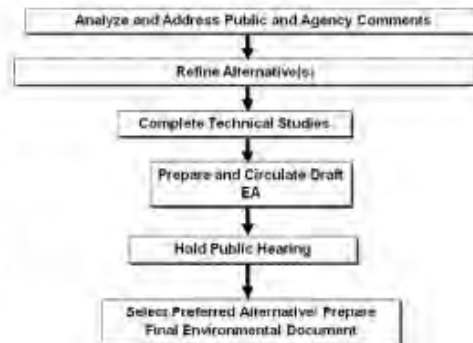 Analyze and Address Public and Agency Comments
Refine Alternative(s)
Complete Technical Studies
Prepare and Circulate Draft
EA
Hold Public Hearing
Select Preferred Alternative/ Prepare
Final Environmental Document